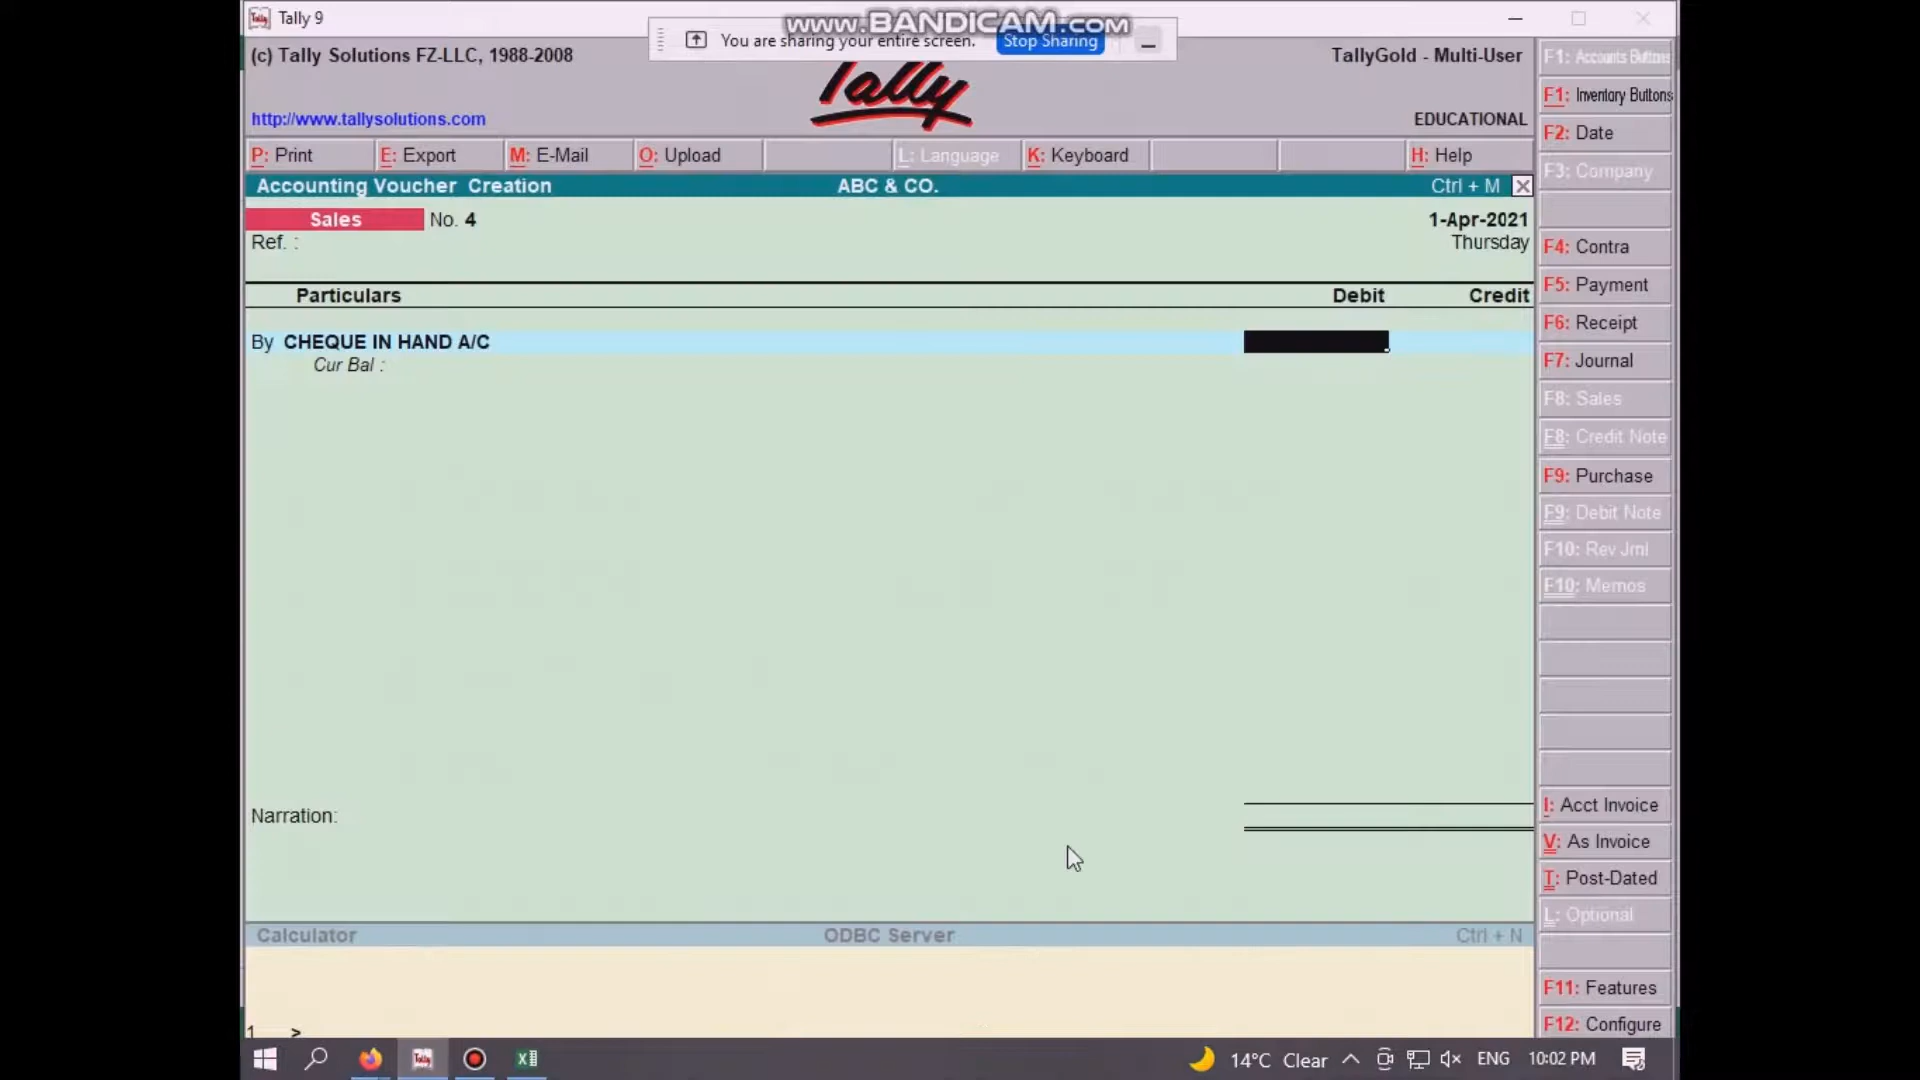 Tally 9
www.BANDICAM.com
You are sharing your entire screen. Stop Sharing
(c) Tally Solutions FZ-LLC, 1988-2008
TallyGold - Multi-User
Tally
http://www.tallysolutions.com
EDUCATIONAL
P: Print E: Export M: E-Mail O: Upload L: Language K: Keyboard H: Help
Accounting Voucher Creation ABC & CO. Ctrl + M
Sales No. 4 1-Apr-2021
Ref. : Thursday
Particulars Debit Credit
By CHEQUE IN HAND A/C
Cur Bal :
Narration:
Calculator ODBC Server Ctrl + N
1 >
F1: Accounts Buttons
F1: Inventory Buttons
F2: Date
F3: Company
F4: Contra
F5: Payment
F6: Receipt
F7: Journal
F8: Sales
F8: Credit Note
F9: Purchase
F9: Debit Note
F10: Rev Jrnl
F10: Memos
I: Acct Invoice
V: As Invoice
T: Post-Dated
L: Optional
F11: Features
F12: Configure
Tally
14°C Clear ENG 10:02 PM